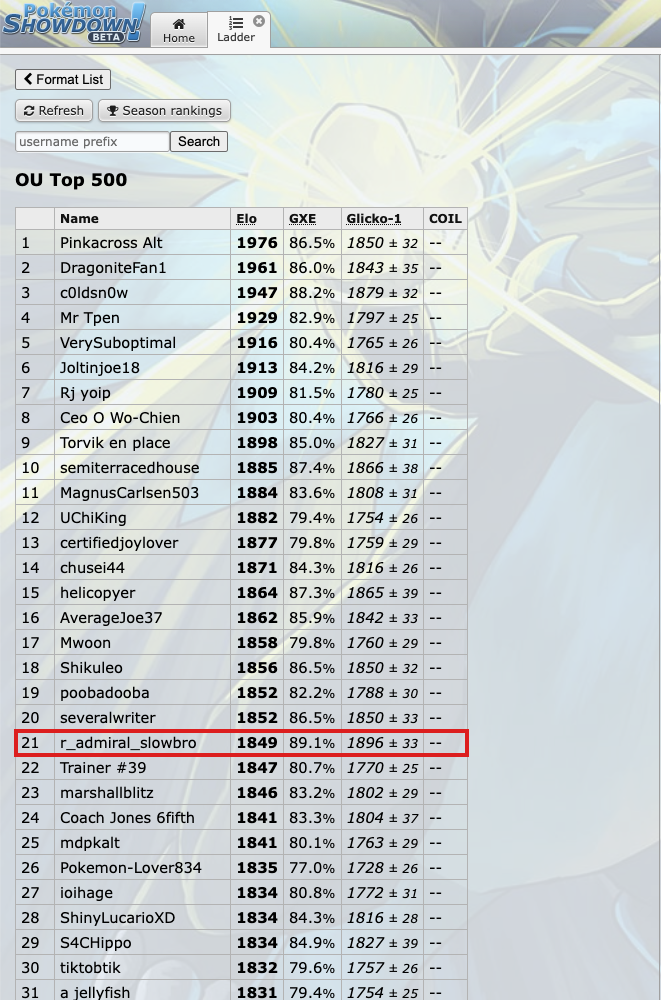 Pokémon
SHOWDOWN!
BETA
Home
Ladder
Format List
Refresh Season rankings
username prefix Search
OU Top 500
Name Elo GXE Glicko-1 COIL
1 Pinkacross Alt 1976 86.5% 1850 ± 32 --
2 DragoniteFan1 1961 86.0% 1843 ± 35 --
3 c0ldsn0w 1947 88.2% 1879 ± 32 --
4 Mr Tpen 1929 82.9% 1797 ± 25 --
5 VerySuboptimal 1916 80.4% 1765 ± 26 --
6 Joltinjoe18 1913 84.2% 1816 ± 29 --
7 Rj yoip 1909 81.5% 1780 ± 25 --
8 Ceo O Wo-Chien 1903 80.4% 1766 ± 26 --
9 Torvik en place 1898 85.0% 1827 ± 31 --
10 semiterracedhouse 1885 87.4% 1866 ± 38 --
11 MagnusCarlsen503 1884 83.6% 1808 ± 31 --
12 UChiKing 1882 79.4% 1754 ± 26 --
13 certifiedjoylover 1877 79.8% 1759 ± 29 --
14 chusei44 1871 84.3% 1816 ± 26 --
15 helicopyer 1864 87.3% 1865 ± 39 --
16 AverageJoe37 1862 85.9% 1842 ± 33 --
17 Mwoon 1858 79.8% 1760 ± 29 --
18 Shikuleo 1856 86.5% 1850 ± 32 --
19 poobadooba 1852 82.2% 1788 ± 30 --
20 severalwriter 1852 86.5% 1850 ± 33 --
21 r_admiral_slowbro 1849 89.1% 1896 ± 33 --
22 Trainer #39 1847 80.7% 1770 ± 25 --
23 marshallblitz 1846 83.2% 1802 ± 29 --
24 Coach Jones 6fifth 1841 83.3% 1804 ± 37 --
25 mdpkalt 1841 80.1% 1763 ± 29 --
26 Pokemon-Lover834 1835 77.0% 1728 ± 26 --
27 ioihage 1834 80.8% 1772 ± 31 --
28 ShinyLucarioXD 1834 84.3% 1816 ± 28 --
29 S4CHippo 1834 84.9% 1827 ± 39 --
30 tiktobtik 1832 79.6% 1757 ± 26 --
31 a jellyfish 1831 79.4% 1754 ± 25 --